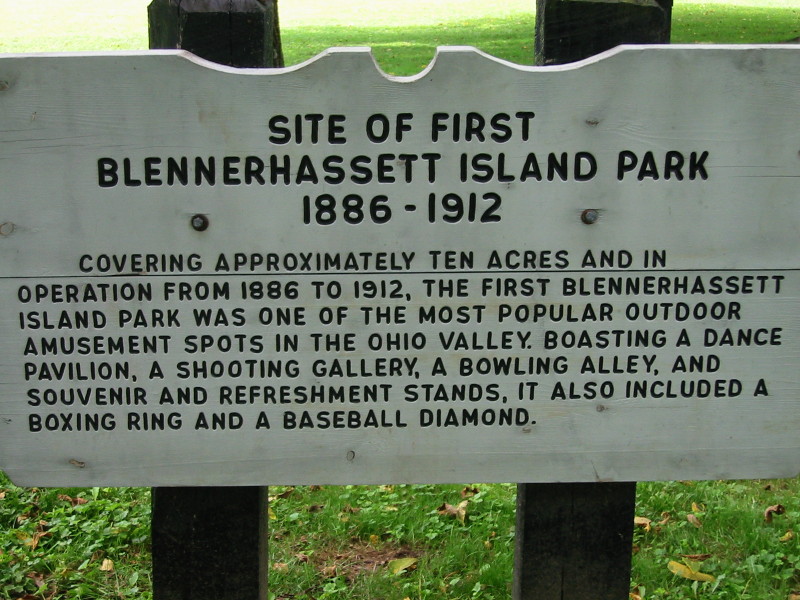 SITE OF FIRST
BLENNERHASSETT ISLAND PARK
1886 - 1912
COVERING APPROXIMATELY TEN ACRES AND IN
OPERATION FROM 1886 TO 1912, THE FIRST BLENNERHASSETT
ISLAND PARK WAS ONE OF THE MOST POPULAR OUTDOOR
AMUSEMENT SPOTS IN THE OHIO VALLEY. BOASTING A DANCE
PAVILION, A SHOOTING GALLERY, A BOWLING ALLEY, AND
SOUVENIR AND REFRESHMENT STANDS, IT ALSO INCLUDED A
BOXING RING AND A BASEBALL DIAMOND.